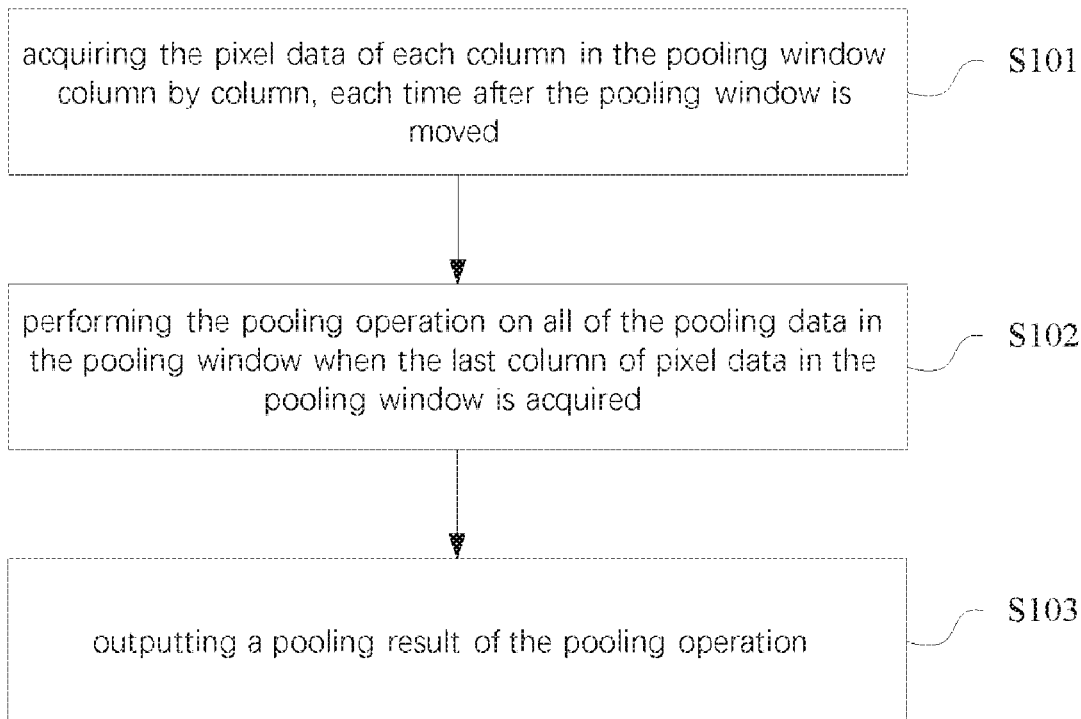 acquiring the pixel data of each column in the pooling window
column by column, each time after the pooling window is
moved
S101
performing the pooling operation on all of the pooling data in
the pooling window when the last column of pixel data in the
pooling window is acquired
S102
outputting a pooling result of the pooling operation
S103